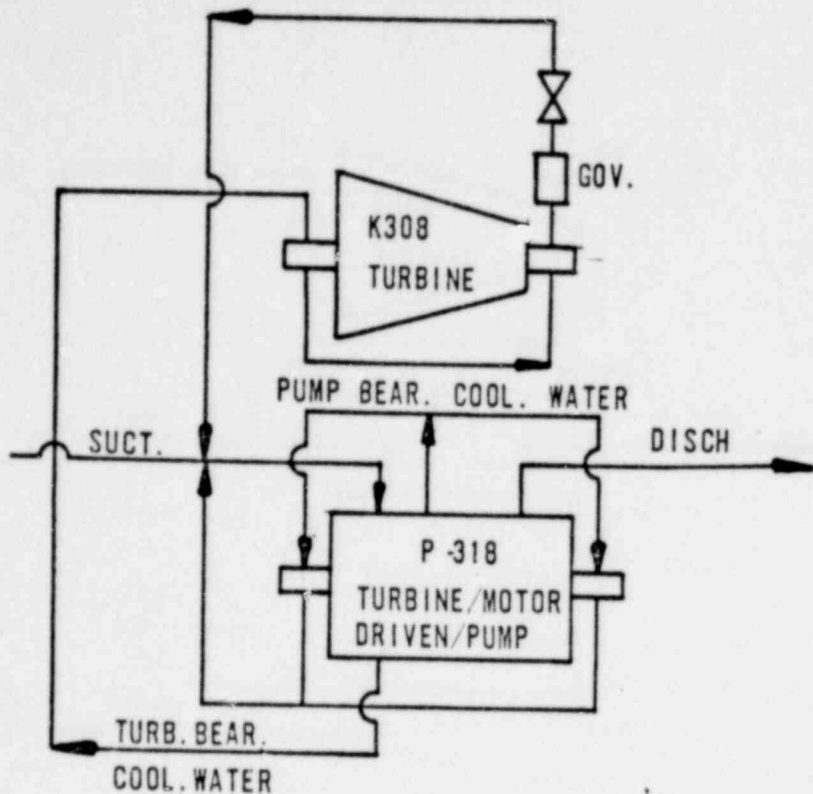 GOV.
K308
TURBINE
PUMP BEAR. COOL. WATER
SUCT.
DISCH
P-318
TURBINE/MOTOR
DRIVEN/PUMP
TURB. BEAR.
COOL. WATER